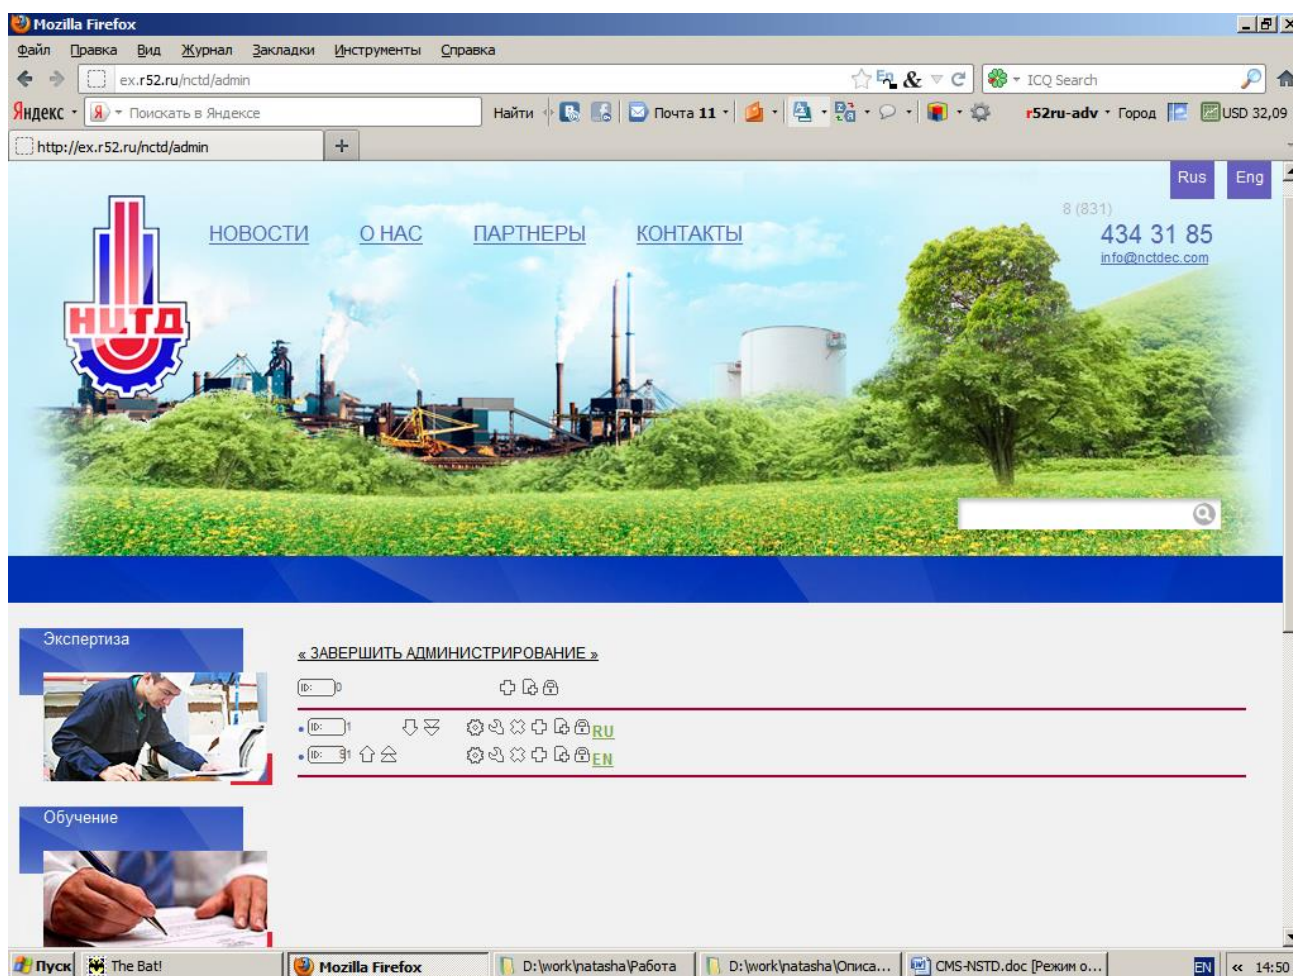 Mozilla Firefox
Файл Правка Вид Журнал Закладки Инструменты Справка
ex.r52.ru/nctd/admin ICQ Search
Яндекс Я Поискать в Яндексе Найти Почта 11 r52ru-adv Город USD 32,09
http://ex.r52.ru/nctd/admin +
Rus Eng
8 (831)
НОВОСТИ О НАС ПАРТНЕРЫ КОНТАКТЫ 434 31 85
info@nctdec.com
НЦТД
Экспертиза
« ЗАВЕРШИТЬ АДМИНИСТРИРОВАНИЕ »
ID: 0
ID: 1 RU
ID: 91 EN
Обучение
Пуск The Bat! Mozilla Firefox D:\work\natasha\Работа D:\work\natasha\Описа... CMS-NSTD.doc [Режим о... EN « 14:50